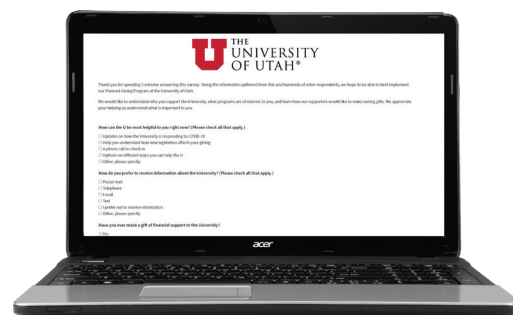 THE
UNIVERSITY
OF UTAH®
Thank you for spending 5 minutes answering this survey. Using the information gathered from this and hundreds of other respondents, we hope to be able to best implement
our Planned Giving Program at the University of Utah.
We would like to understand why you support the University, what programs are of interest to you, and learn how our supporters would like to make lasting gifts. We appreciate
your helping us understand what is important to you.
How can the U be most helpful to you right now? (Please check all that apply.)
Updates on how the University is responding to COVID-19
Help you understand how new legislation affects your giving
A phone call to check in
Options on different ways you can help the U
Other, please specify:
How do you prefer to receive information about the University? (Please check all that apply.)
Postal mail
Telephone
Email
Text
I prefer not to receive information
Other, please specify:
Have you ever made a gift of financial support to the University?
Yes
acer